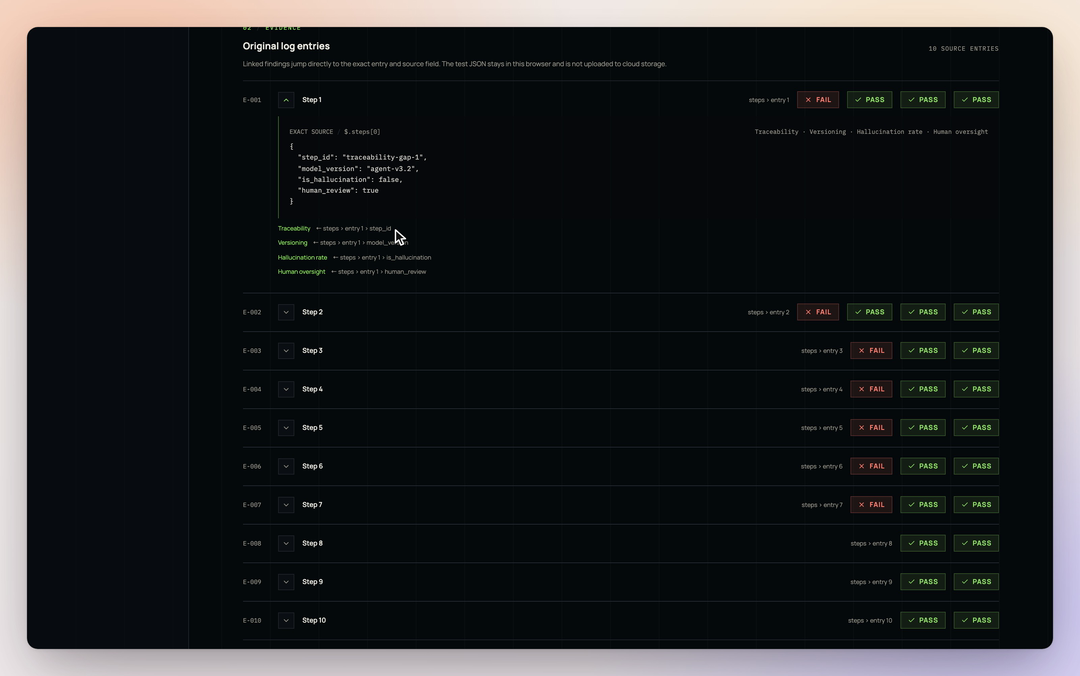 02 / EVIDENCE
Original log entries
10 SOURCE ENTRIES
Linked findings jump directly to the exact entry and source field. The test JSON stays in this browser and is not uploaded to cloud storage.
E-001 Step 1 steps › entry 1 × FAIL ✓ PASS ✓ PASS ✓ PASS
EXACT SOURCE / $.steps[0] Traceability · Versioning · Hallucination rate · Human oversight
{
"step_id": "traceability-gap-1",
"model_version": "agent-v3.2",
"is_hallucination": false,
"human_review": true
}
Traceability ← steps › entry 1 › step_id
Versioning ← steps › entry 1 ›
Hallucination rate ← steps › entry 1 › is_hallucination
Human oversight ← steps › entry 1 › human_review
E-002 Step 2 steps › entry 2 × FAIL ✓ PASS ✓ PASS ✓ PASS
E-003 Step 3 steps › entry 3 × FAIL ✓ PASS ✓ PASS
E-004 Step 4 steps › entry 4 × FAIL ✓ PASS ✓ PASS
E-005 Step 5 steps › entry 5 × FAIL ✓ PASS ✓ PASS
E-006 Step 6 steps › entry 6 × FAIL ✓ PASS ✓ PASS
E-007 Step 7 steps › entry 7 × FAIL ✓ PASS ✓ PASS
E-008 Step 8 steps › entry 8 ✓ PASS ✓ PASS
E-009 Step 9 steps › entry 9 ✓ PASS ✓ PASS
E-010 Step 10 steps › entry 10 ✓ PASS ✓ PASS